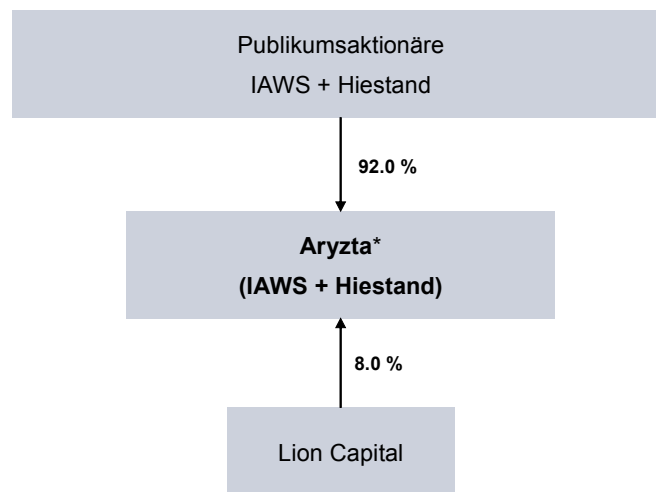 Publikumsaktionäre
IAWS + Hiestand
92.0 %
Aryzta*
(IAWS + Hiestand)
8.0 %
Lion Capital